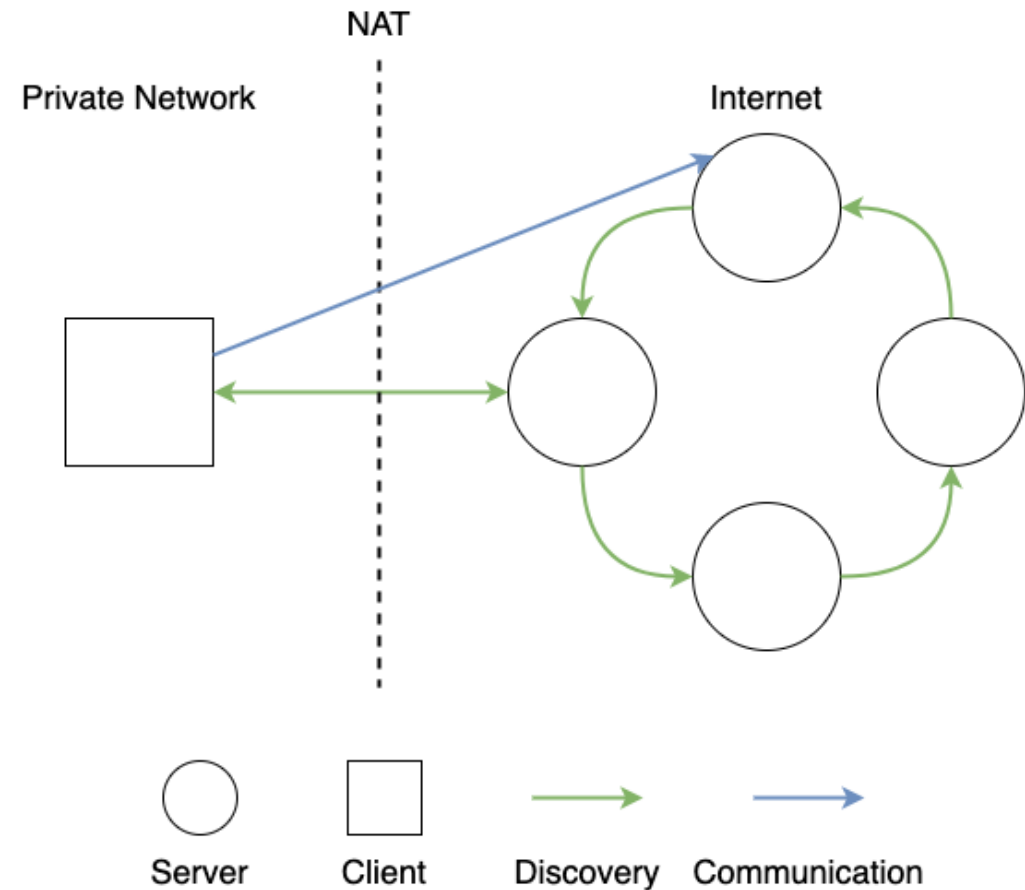 NAT
Private Network
Internet
Server
Client
Discovery
Communication